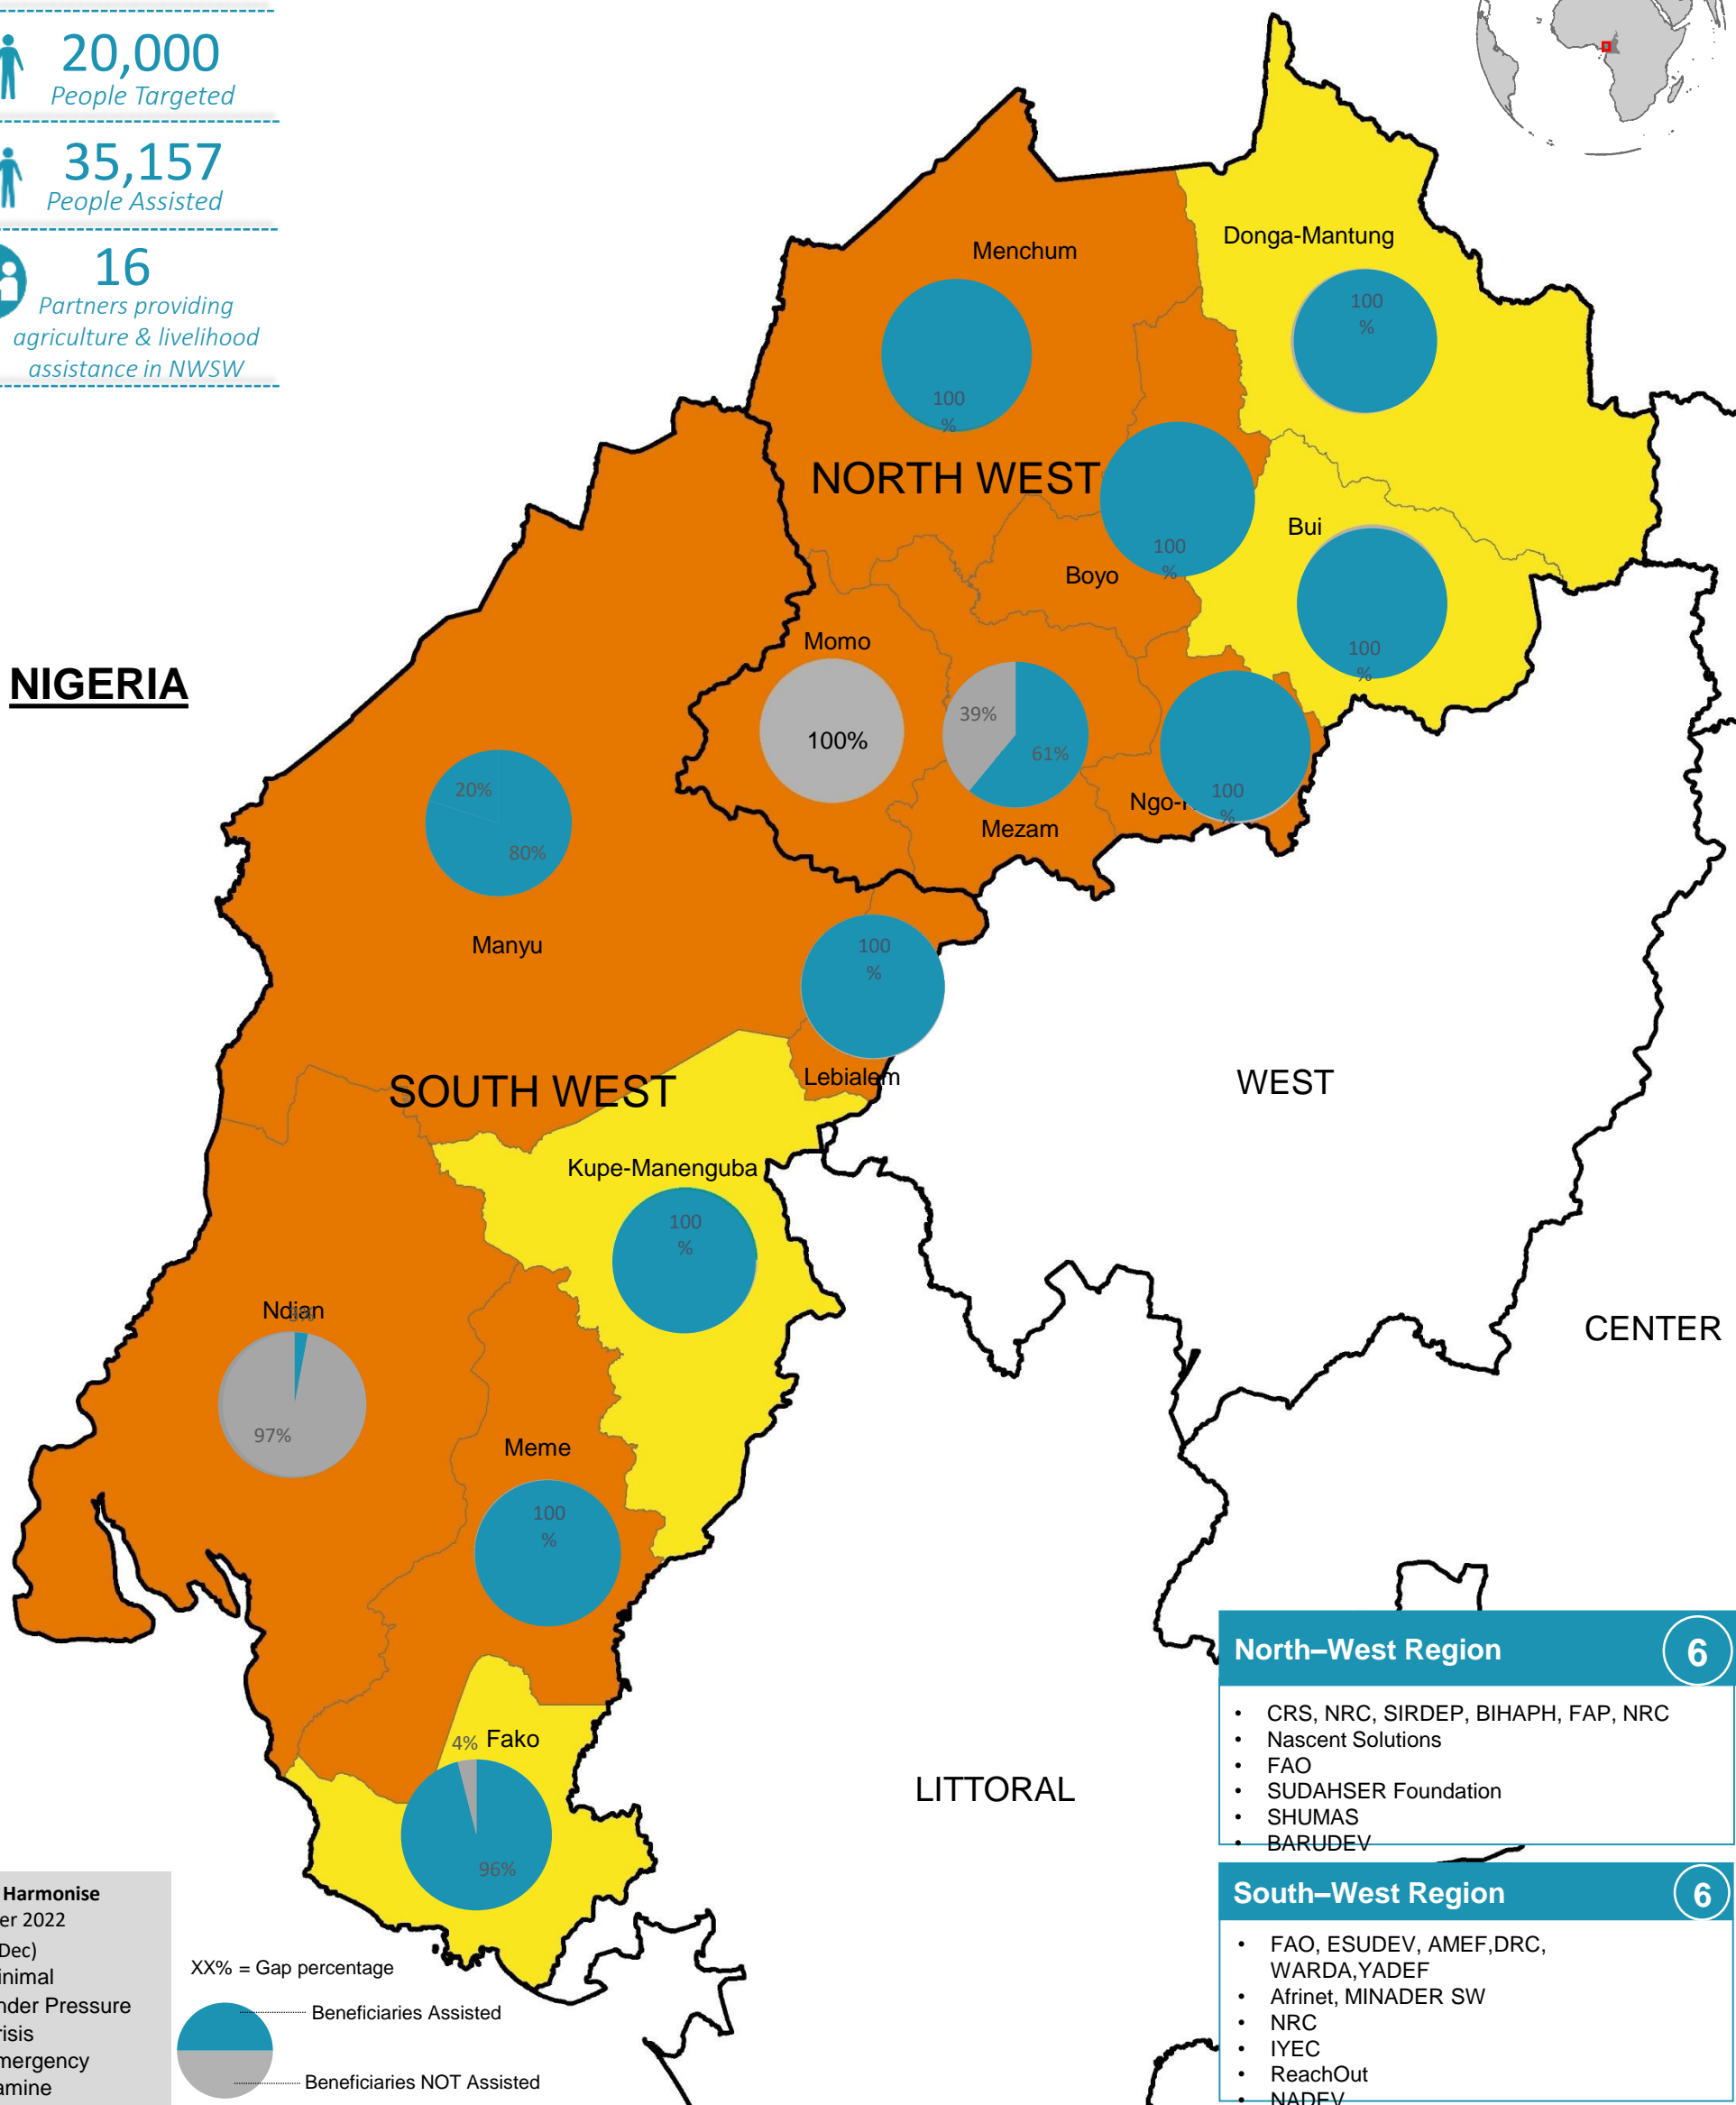 20,000
People Targeted
35,157
People Assisted
16
Partners providing
agriculture & livelihood
assistance in NWSW
Menchum
100
%
Donga-Mantung
100
%
NORTH WEST
100
%
Boyo
Bui
100
%
NIGERIA
Momo
100%
39%
61%
Mezam
100
%
20%
80%
Manyu
100
%
Lebialem
SOUTH WEST
WEST
Kupe-Manenguba
100
%
Ndian
97%
CENTER
Meme
100
%
4%
Fako
96%
LITTORAL
North–West Region
6
• CRS, NRC, SIRDEP, BIHAPH, FAP, NRC
• Nascent Solutions
• FAO
• SUDAHSER Foundation
• SHUMAS
• BARUDEV
South–West Region
6
• FAO, ESUDEV, AMEF,DRC,
WARDA,YADEF
• Afrinet, MINADER SW
• NRC
• IYEC
• ReachOut
• NADEV
Harmonise
er 2022
Dec)
inimal
nder Pressure
risis
mergency
amine
XX% = Gap percentage
Beneficiaries Assisted
Beneficiaries NOT Assisted